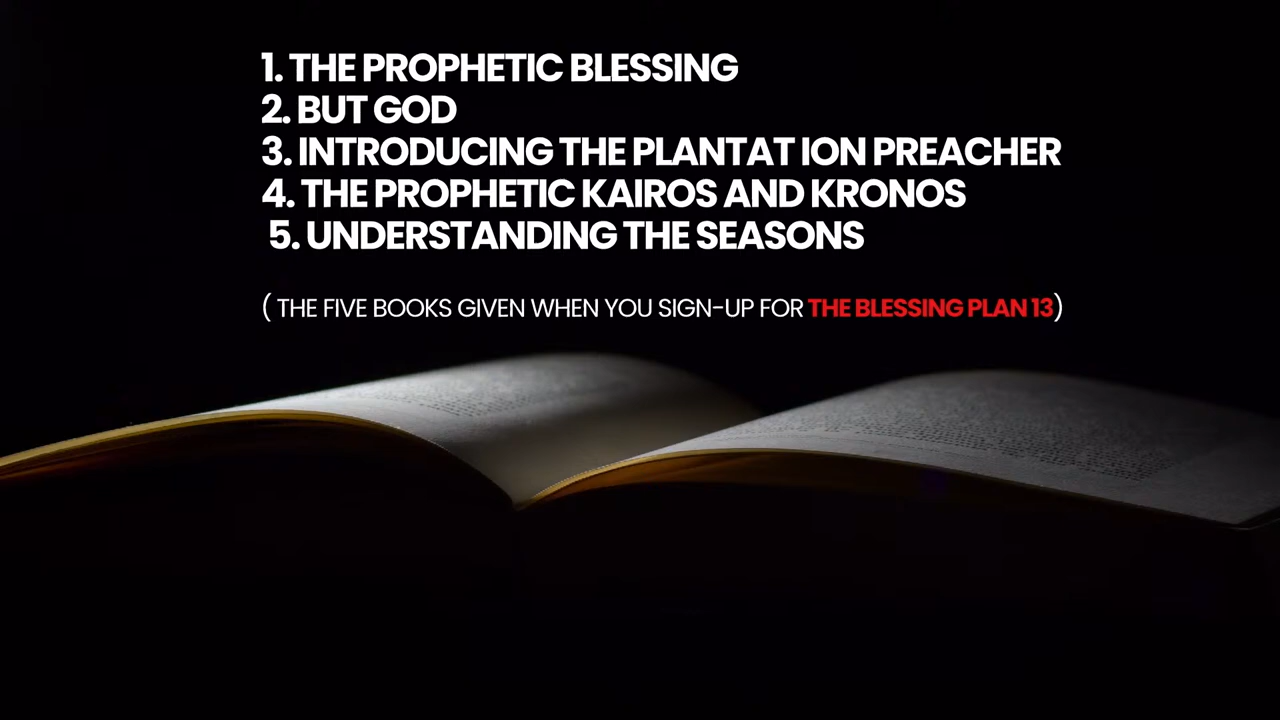 1. THE PROPHETIC BLESSING
2. BUT GOD
3. INTRODUCING THE PLANTAT ION PREACHER
4. THE PROPHETIC KAIROS AND KRONOS
5. UNDERSTANDING THE SEASONS
( THE FIVE BOOKS GIVEN WHEN YOU SIGN-UP FOR THE BLESSING PLAN 13)